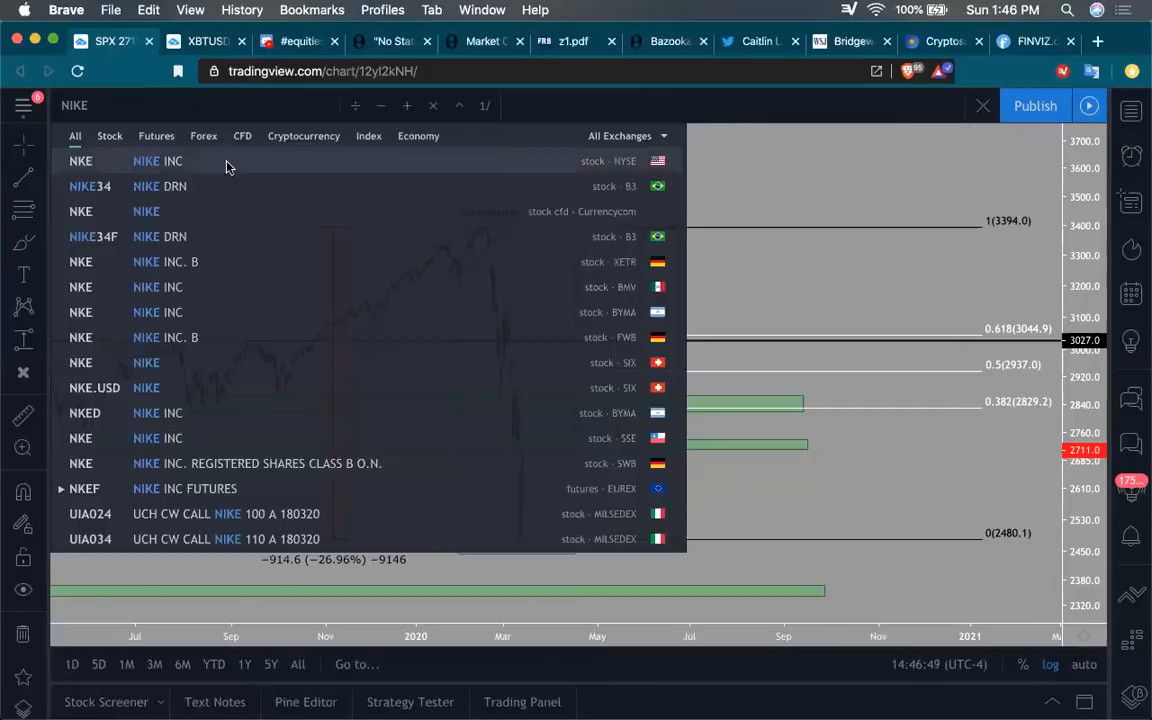 Brave File Edit View History Bookmarks Profiles Tab Window Help 100% Sun 1:46 PM
SPX 271 XBTUSD #equitie: "No Stat Market C FRB z1.pdf Bazooka Caitlin L WSJ Bridgew Cryptos FINVIZ.c
tradingview.com/chart/12yI2kNH/ 95
6 NIKE 1/ Publish
All Stock Futures Forex CFD Cryptocurrency Index Economy All Exchanges
NKE NIKE INC stock · NYSE
NIKE34 NIKE DRN stock · B3
NKE NIKE stock cfd · Currencycom
NIKE34F NIKE DRN stock · B3
NKE NIKE INC. B stock · XETR
NKE NIKE INC stock · BMV
NKE NIKE INC stock · BYMA
NKE NIKE INC. B stock · FWB
NKE NIKE stock · SIX
NKE.USD NIKE stock · SIX
NKED NIKE INC stock · BYMA
NKE NIKE INC stock · SSE
NKE NIKE INC. REGISTERED SHARES CLASS B O.N. stock · SWB
NKEF NIKE INC FUTURES futures · EUREX
UIA024 UCH CW CALL NIKE 100 A 180320 stock · MILSEDEX
UIA034 UCH CW CALL NIKE 110 A 180320 stock · MILSEDEX
−914.6 (−26.96%) −9146
1(3394.0)
0.618(3044.9)
0.5(2937.0)
0.382(2829.2)
0(2480.1)
3700.0
3600.0
3500.0
3400.0
3300.0
3200.0
3100.0
3027.0
3000.0
2920.0
2840.0
2760.0
2711.0
2685.0
2610.0
2530.0
2450.0
2380.0
2320.0
175...
Jul Sep Nov 2020 Mar May Jul Sep Nov 2021
1D 5D 1M 3M 6M YTD 1Y 5Y All Go to... 14:46:49 (UTC-4) % log auto
Stock Screener Text Notes Pine Editor Strategy Tester Trading Panel